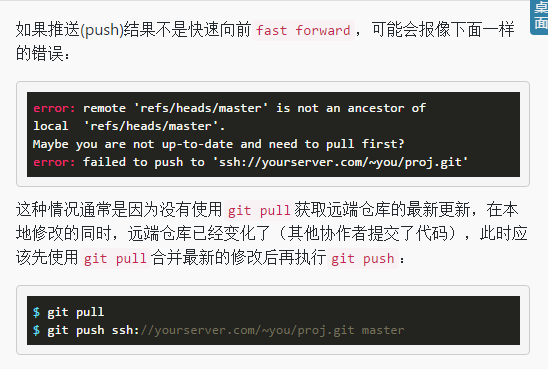 如果推送(push)结果不是快速向前 fast forward ，可能会报像下面一样
的错误：
桌
面
error: remote 'refs/heads/master' is not an ancestor of
local  'refs/heads/master'.
Maybe you are not up-to-date and need to pull first?
error: failed to push to 'ssh://yourserver.com/~you/proj.git'
这种情况通常是因为没有使用 git pull 获取远端仓库的最新更新，在本
地修改的同时，远端仓库已经变化了（其他协作者提交了代码），此时应
该先使用 git pull 合并最新的修改后再执行 git push ：
$ git pull
$ git push ssh://yourserver.com/~you/proj.git master